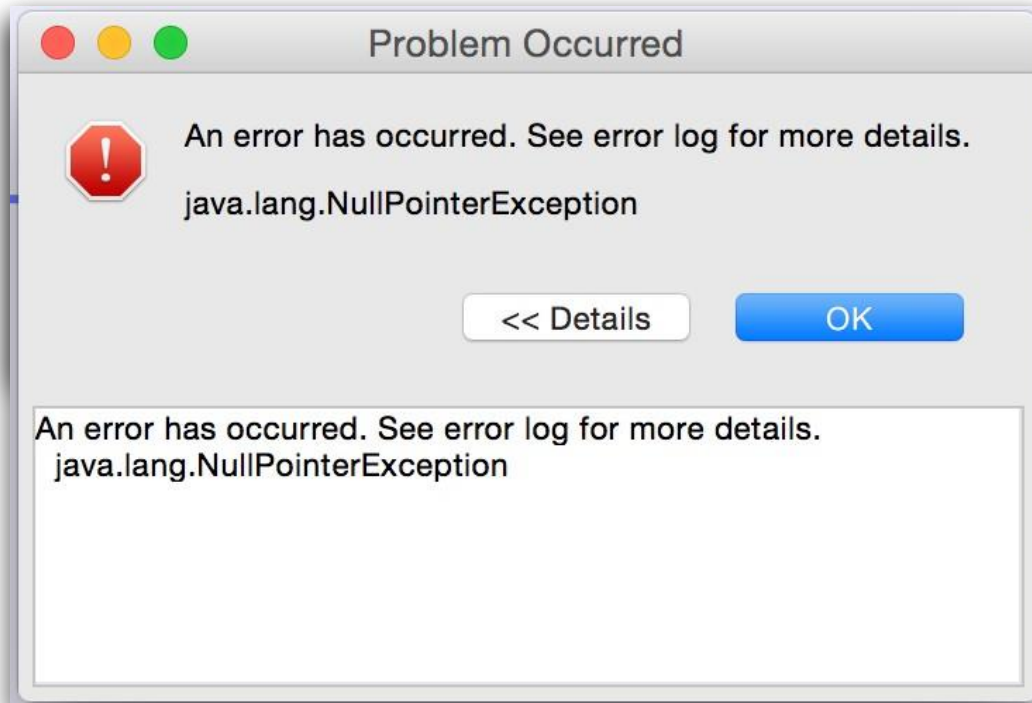 Problem Occurred
An error has occurred. See error log for more details.
java.lang.NullPointerException
<< Details
OK
An error has occurred. See error log for more details.
java.lang.NullPointerException